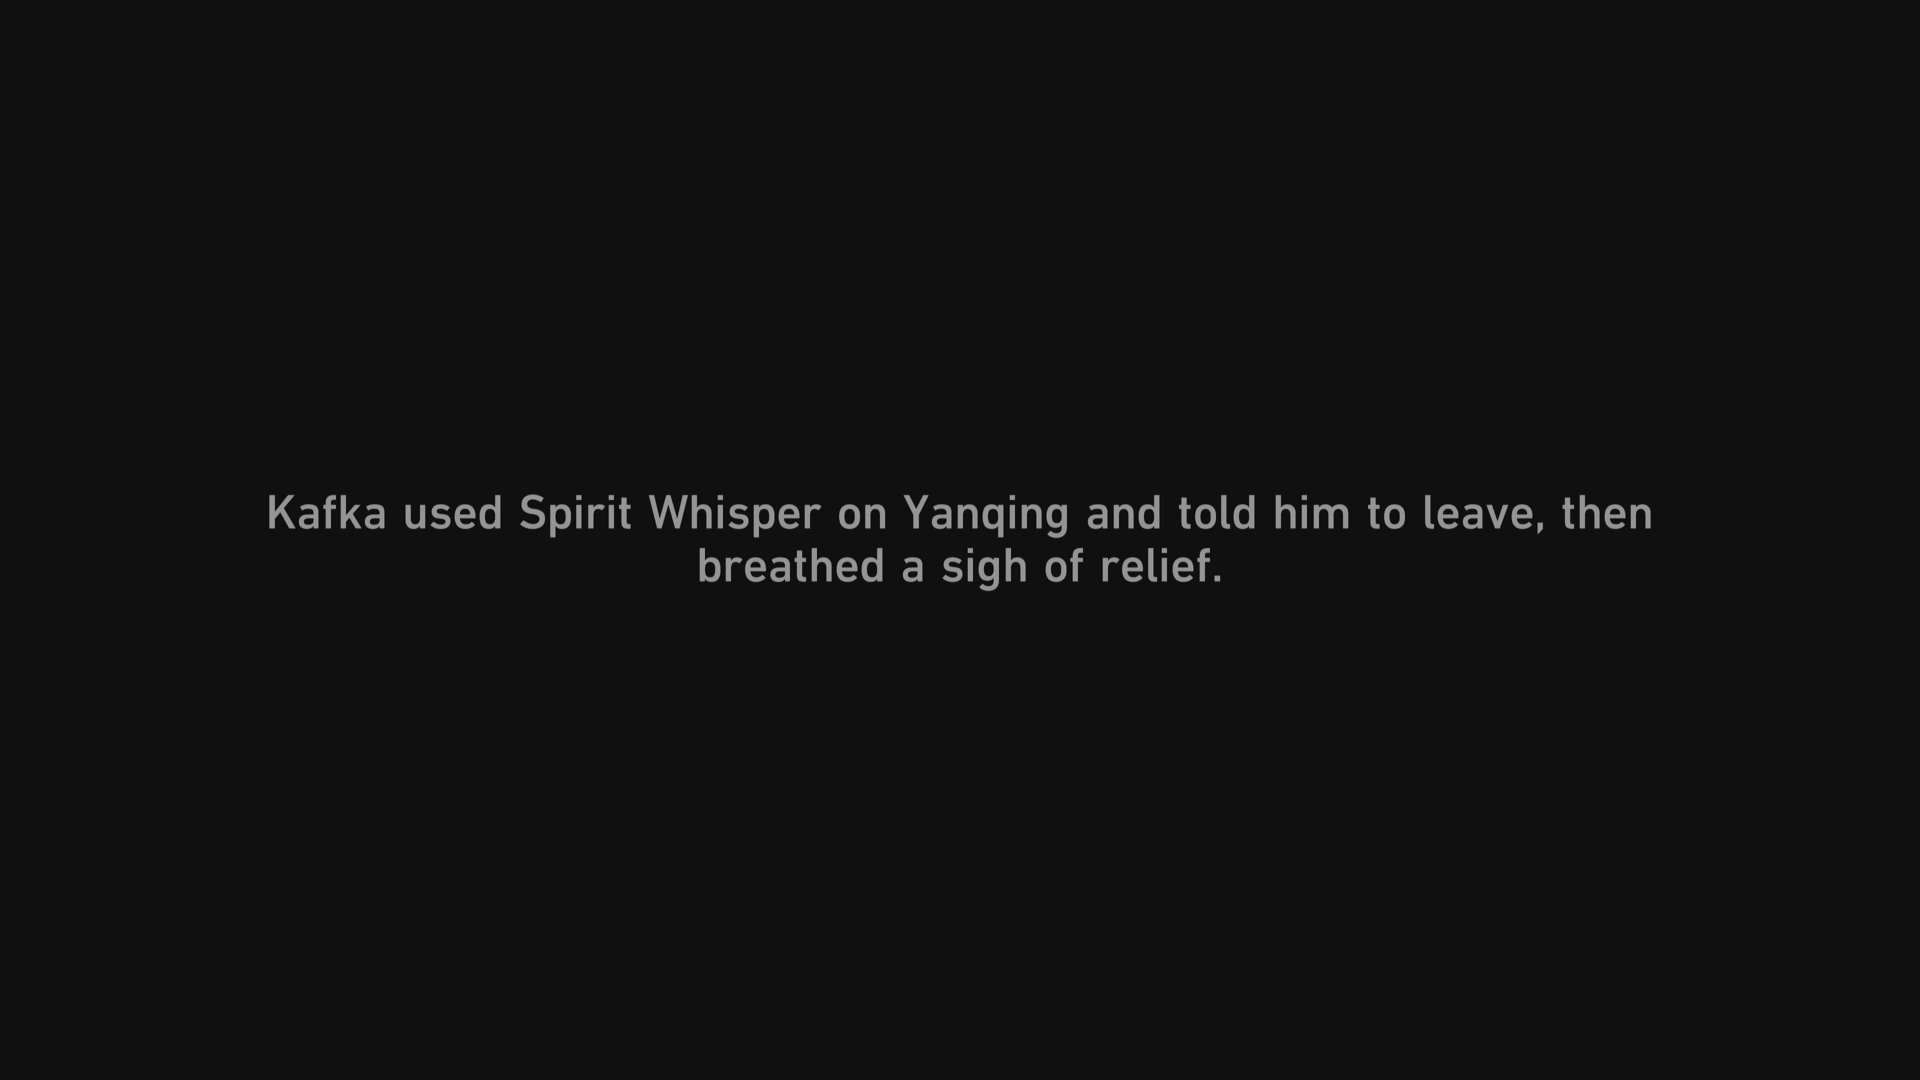 Kafka used Spirit Whisper on Yanqing and told him to leave, then
breathed a sigh of relief.